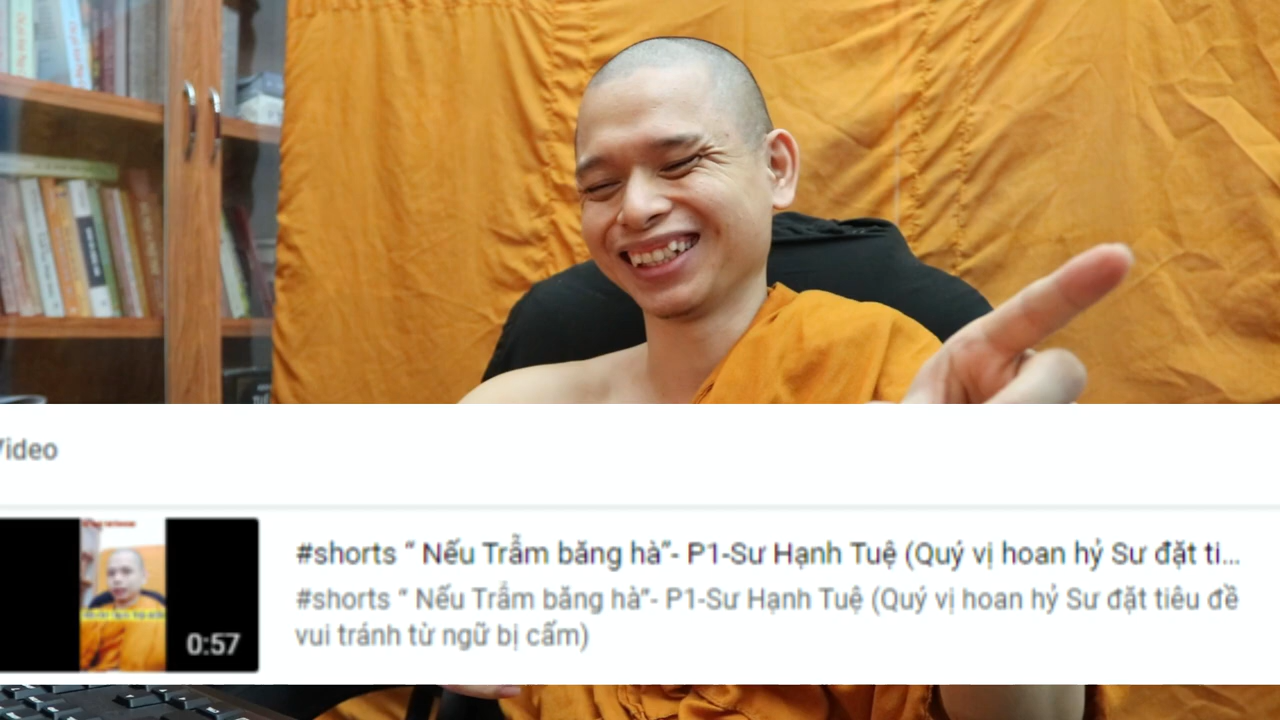 Video
#shorts “ Nếu Trẫm băng hà”- P1-Sư Hạnh Tuệ (Quý vị hoan hỷ Sư đặt ti...
#shorts “ Nếu Trẫm băng hà”- P1-Sư Hạnh Tuệ (Quý vị hoan hỷ Sư đặt tiêu đề
vui tránh từ ngữ bị cấm)
0:57